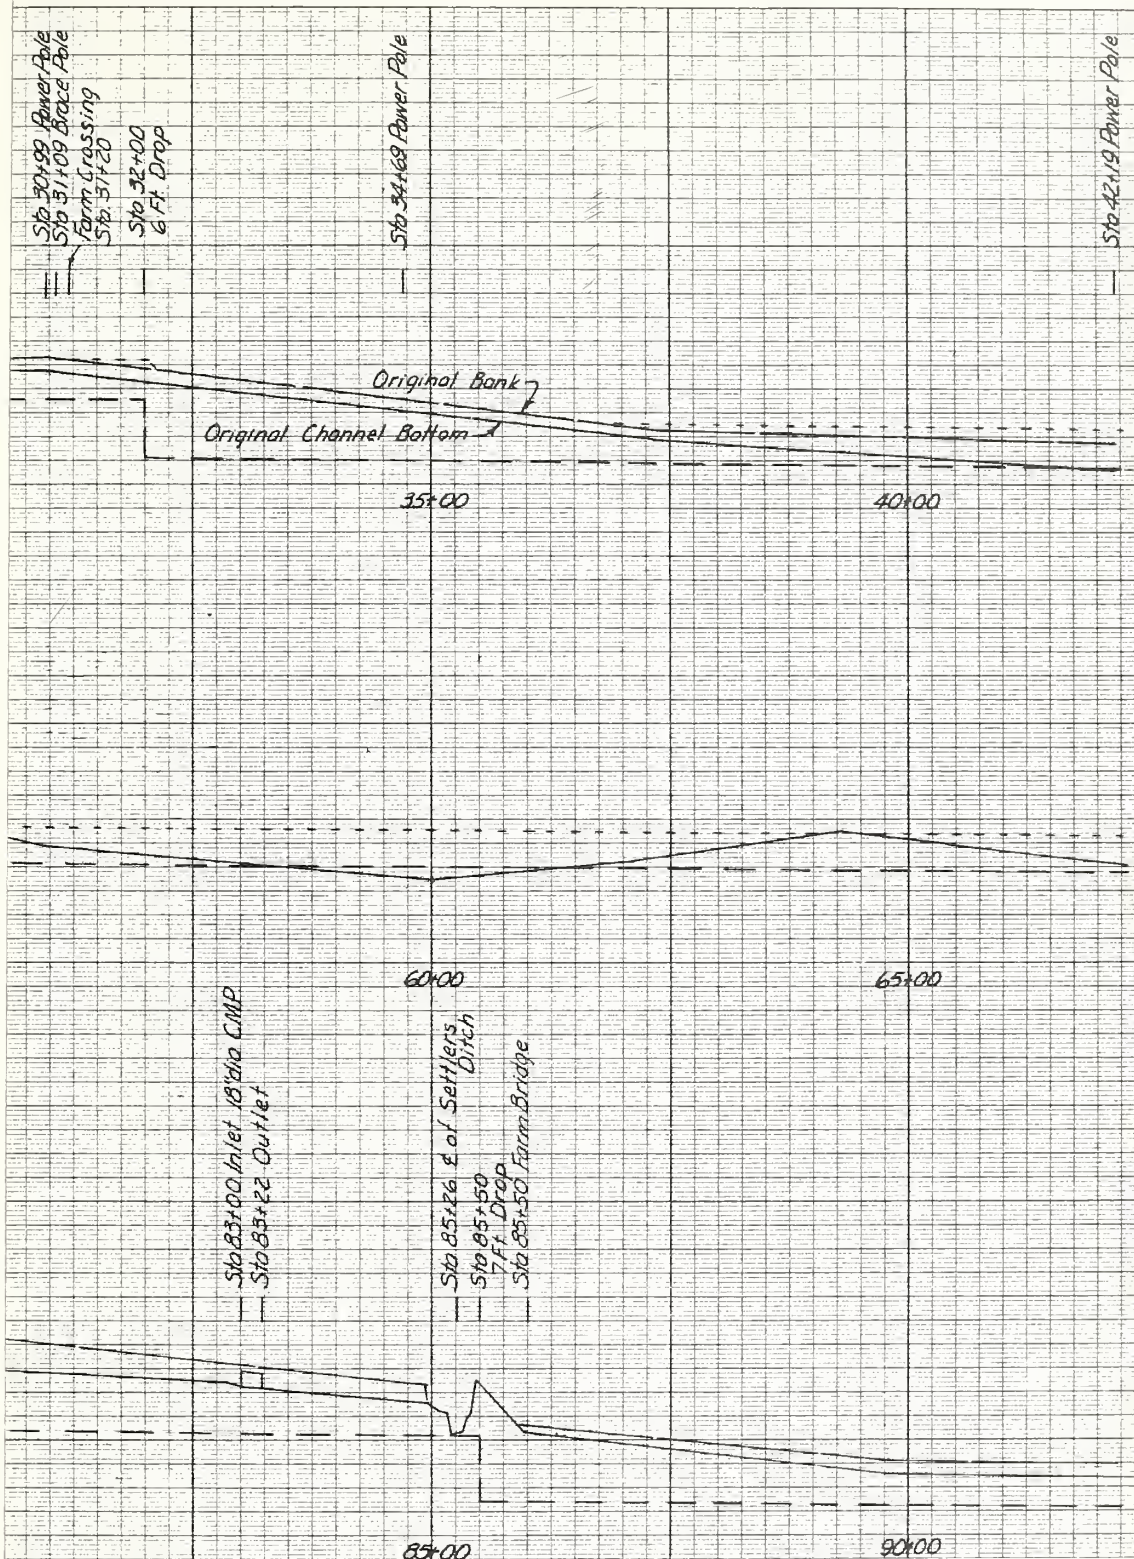 Sta 30+99 Power Pole
Sta 31+09 Brace Pole
Farm Crossing
Sta. 31+20
Sta 32+00
6 Ft. Drop
Sta 34+69 Power Pole
Sta 42+19 Power Pole
Original Bank
Original Channel Bottom
35+00
40+00
60+00
65+00
Sta 83+00 Inlet 18" dia CMP
Sta 83+22 Outlet
Sta 85+26 ℄ of Settlers
Ditch
Sta 85+50
7 Ft. Drop
Sta 85+50 Farm Bridge
85+00
90+00